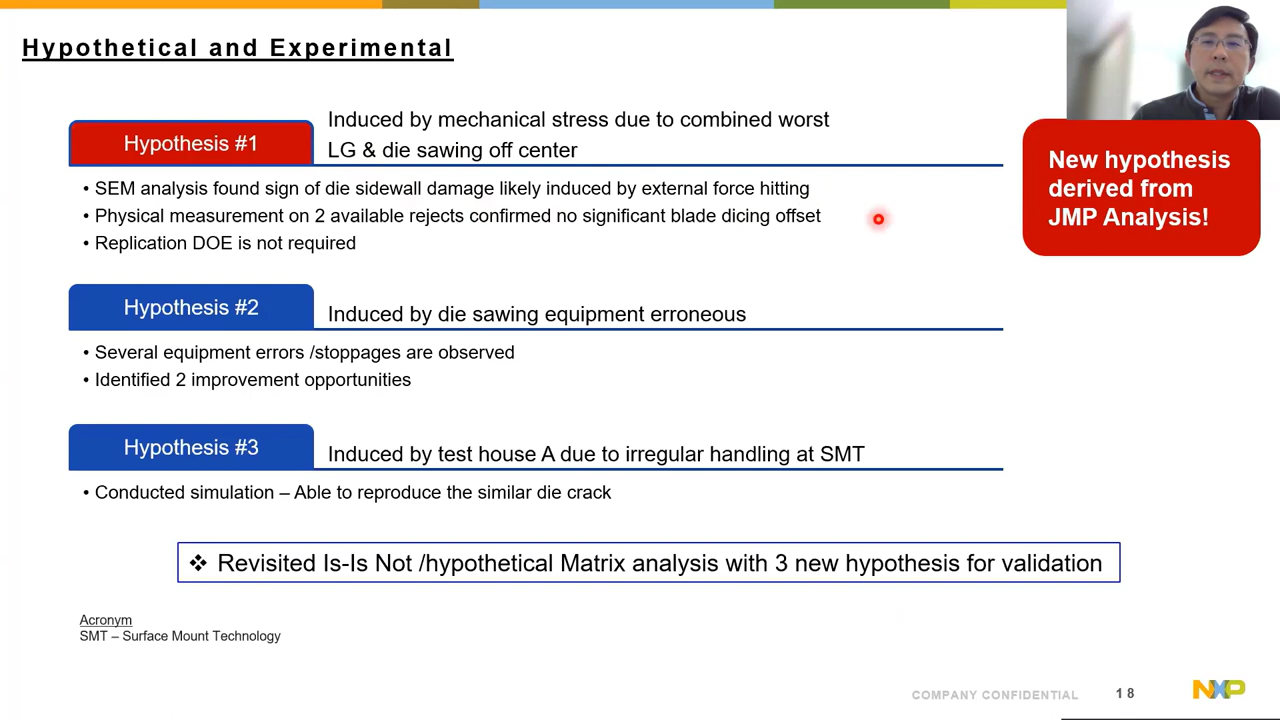 Hypothetical and Experimental
Hypothesis #1
Induced by mechanical stress due to combined worst
LG & die sawing off center
• SEM analysis found sign of die sidewall damage likely induced by external force hitting
• Physical measurement on 2 available rejects confirmed no significant blade dicing offset
• Replication DOE is not required
New hypothesis
derived from
JMP Analysis!
Hypothesis #2
Induced by die sawing equipment erroneous
• Several equipment errors /stoppages are observed
• Identified 2 improvement opportunities
Hypothesis #3
Induced by test house A due to irregular handling at SMT
• Conducted simulation – Able to reproduce the similar die crack
❖ Revisited Is-Is Not /hypothetical Matrix analysis with 3 new hypothesis for validation
Acronym
SMT – Surface Mount Technology
COMPANY CONFIDENTIAL
18
NXP